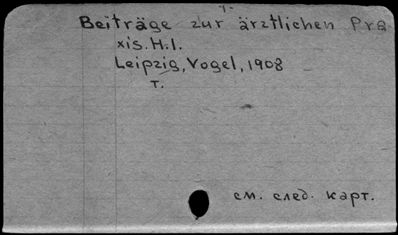 Beiträge zur ärztlichen Pra
xis. H.1.
Leipzig, Vogel, 1908
т.
см. след. карт.